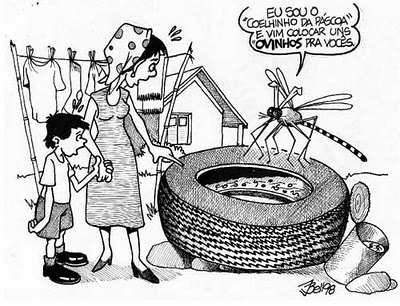 EU SOU O
"COELHINHO DA PÁSCOA"
E VIM COLOCAR UNS
"OVINHOS PRA VOCÊS.